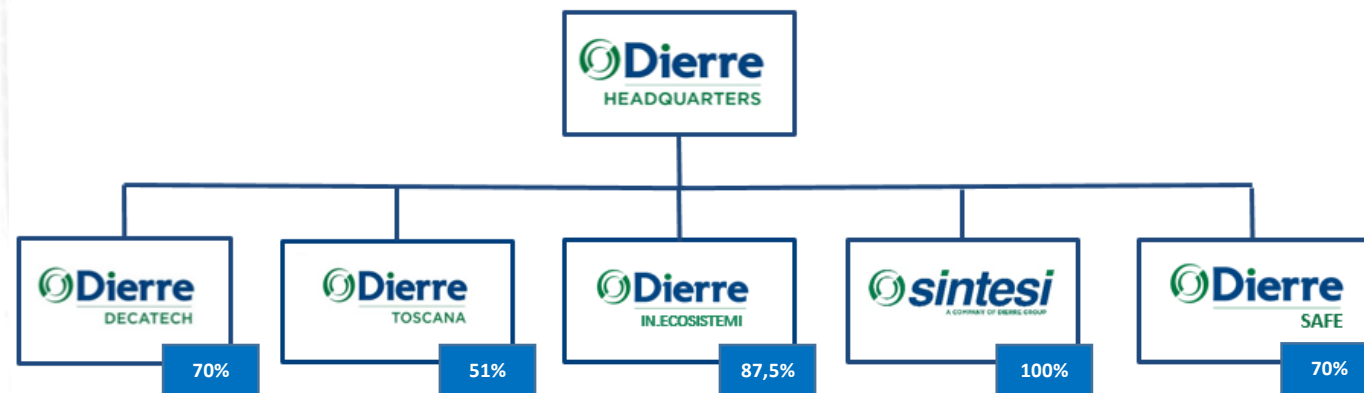 Dierre
HEADQUARTERS
Dierre
DECATECH
70%
Dierre
TOSCANA
51%
Dierre
IN.ECOSISTEMI
87,5%
sintesi
A COMPANY OF DIERRE GROUP
100%
Dierre
SAFE
70%